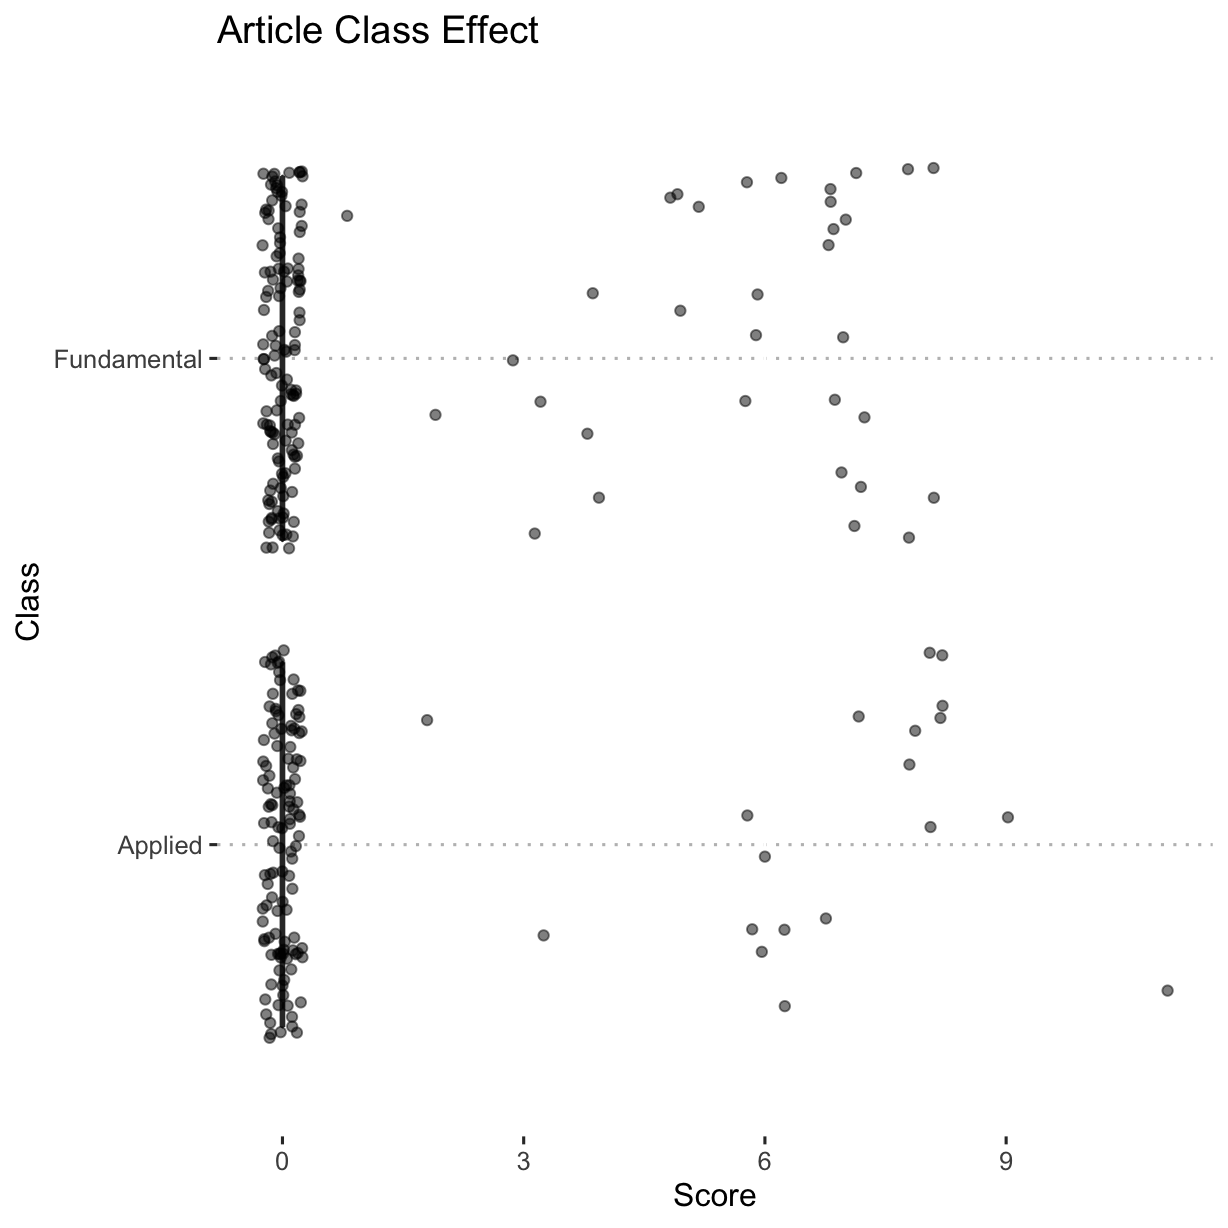 Article Class Effect
Fundamental
Applied
Class
0 3 6 9
Score